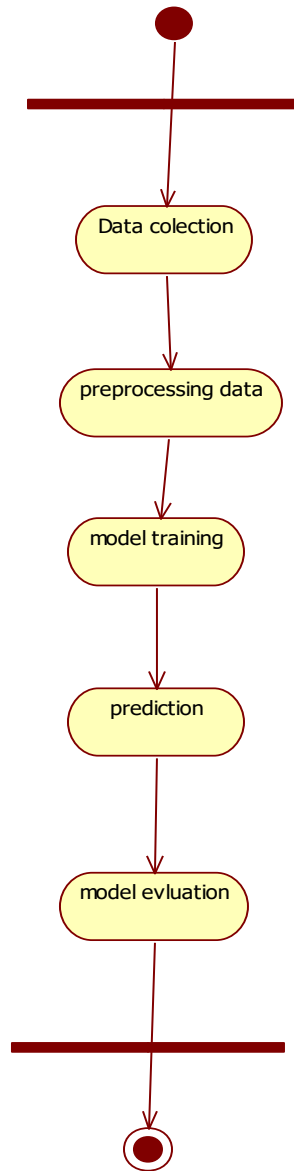 Data colection
preprocessing data
model training
prediction
model evluation